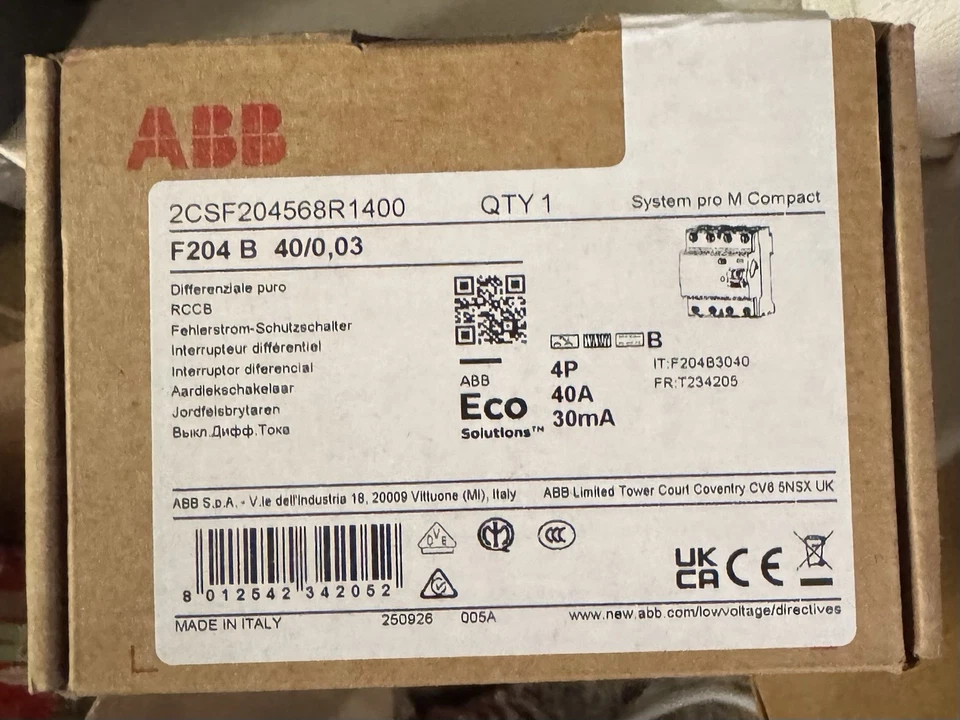 ABB
2CSF204568R1400 QTY 1 System pro M Compact
F204 B 40/0,03
Differenziale puro
RCCB
Fehlerstrom-Schutzschalter
Interrupteur différentiel
Interruptor diferencial
Aardlekschakelaar
Jordfelsbrytaren
Выкл.Дифф.Тока
ABB
Eco
Solutions™
B
4P
40A
30mA
IT:F204B3040
FR:T234205
ABB S.p.A. - V.le dell'Industria 18, 20009 Vittuone (MI), Italy ABB Limited Tower Court Coventry CV6 5NSX UK
8 012542 342052
OVE
CCC
UK
CA CE
MADE IN ITALY 250926 005A www.new.abb.com/lowvoltage/directives